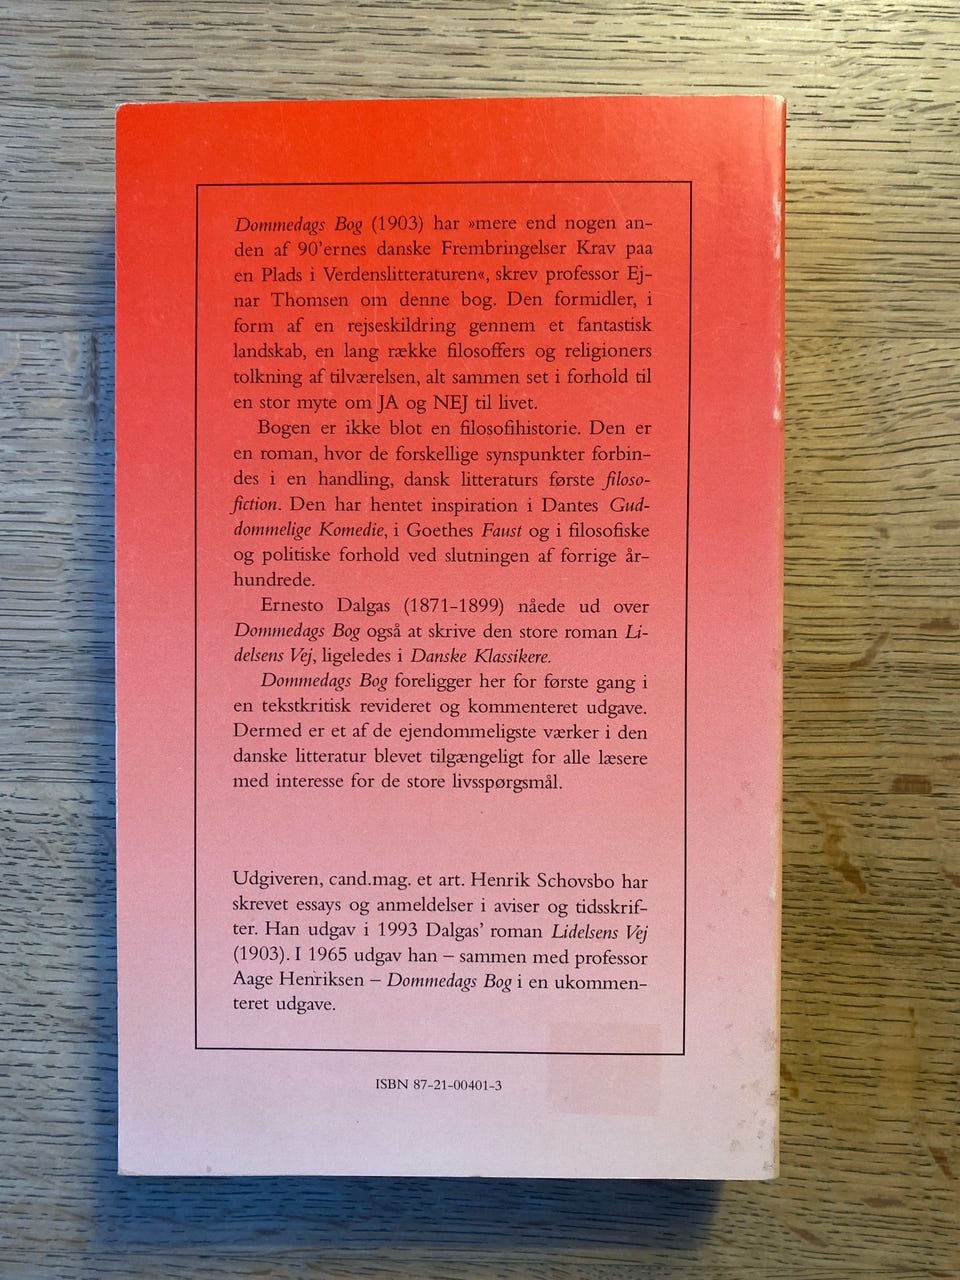 Dommedags Bog (1903) har »mere end nogen an-
den af 90'ernes danske Frembringelser Krav paa
en Plads i Verdenslitteraturen«, skrev professor Ej-
nar Thomsen om denne bog. Den formidler, i
form af en rejseskildring gennem et fantastisk
landskab, en lang række filosoffers og religioners
tolkning af tilværelsen, alt sammen set i forhold til
en stor myte om JA og NEJ til livet.
Bogen er ikke blot en filosofihistorie. Den er
en roman, hvor de forskellige synspunkter forbin-
des i en handling, dansk litteraturs første filoso-
fiction. Den har hentet inspiration i Dantes Gud-
dommelige Komedie, i Goethes Faust og i filosofiske
og politiske forhold ved slutningen af forrige år-
hundrede.
Ernesto Dalgas (1871-1899) nåede ud over
Dommedags Bog også at skrive den store roman Li-
delsens Vej, ligeledes i Danske Klassikere.
Dommedags Bog foreligger her for første gang i
en tekstkritisk revideret og kommenteret udgave.
Dermed er et af de ejendommeligste værker i den
danske litteratur blevet tilgængeligt for alle læsere
med interesse for de store livsspørgsmål.
Udgiveren, cand.mag. et art. Henrik Schovsbo har
skrevet essays og anmeldelser i aviser og tidsskrif-
ter. Han udgav i 1993 Dalgas' roman Lidelsens Vej
(1903). I 1965 udgav han – sammen med professor
Aage Henriksen – Dommedags Bog i en ukommen-
teret udgave.
ISBN 87-21-00401-3